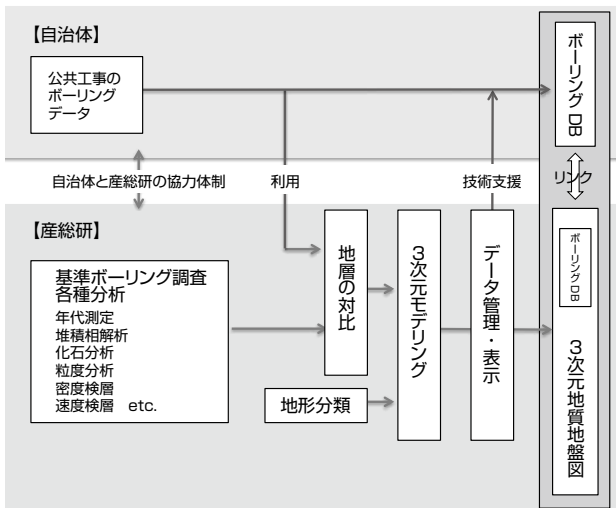 【自治体】
公共工事の
ボーリング
データ
ボーリングDB
自治体と産総研の協力体制
利用
技術支援
リンク
【産総研】
基準ボーリング調査
各種分析
年代測定
堆積相解析
化石分析
粒度分析
密度検層
速度検層 etc.
地層の対比
地形分類
3次元モデリング
データ管理・表示
ボーリングDB
3次元地質地盤図